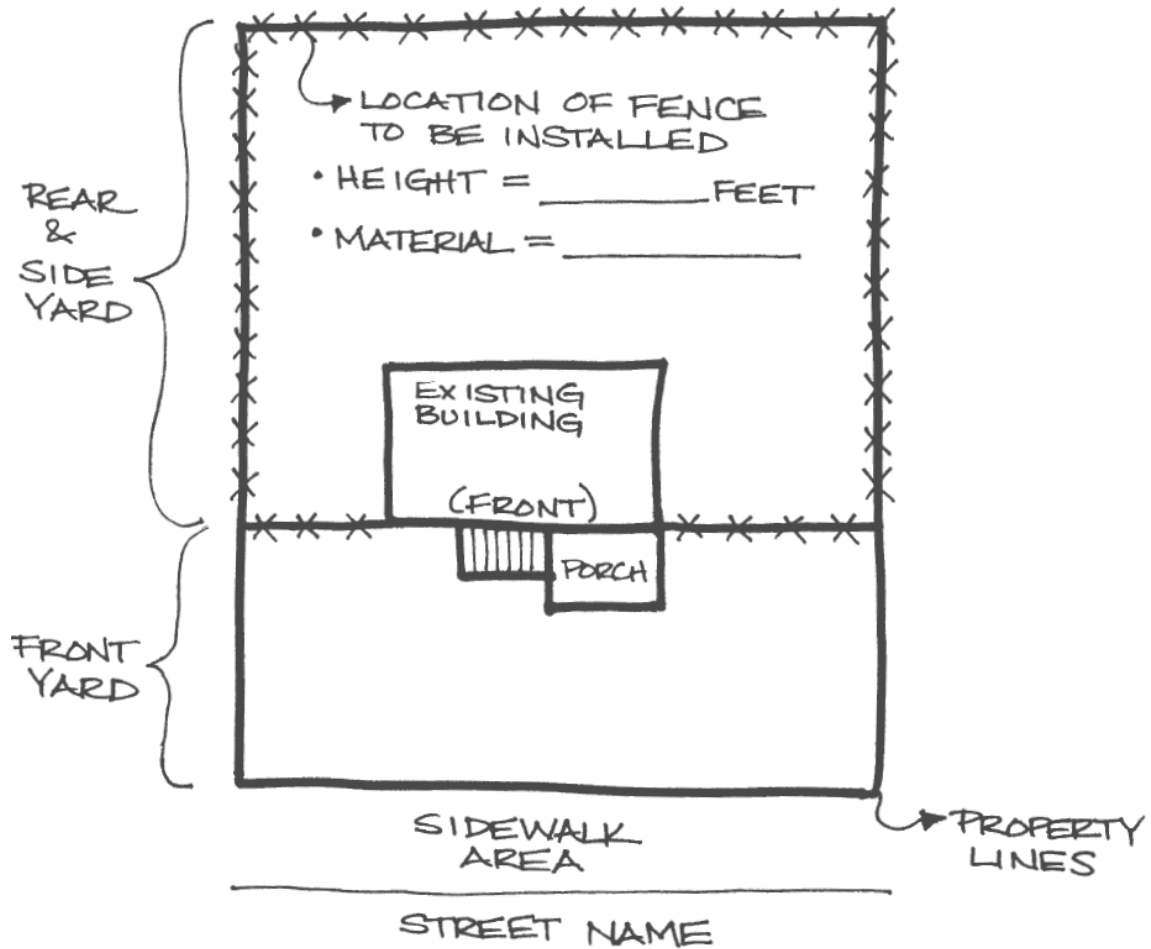 LOCATION OF FENCE
TO BE INSTALLED
• HEIGHT = ________ FEET
• MATERIAL = ____________
REAR
&
SIDE
YARD
EXISTING
BUILDING
(FRONT)
PORCH
FRONT
YARD
SIDEWALK
AREA
PROPERTY
LINES
STREET NAME